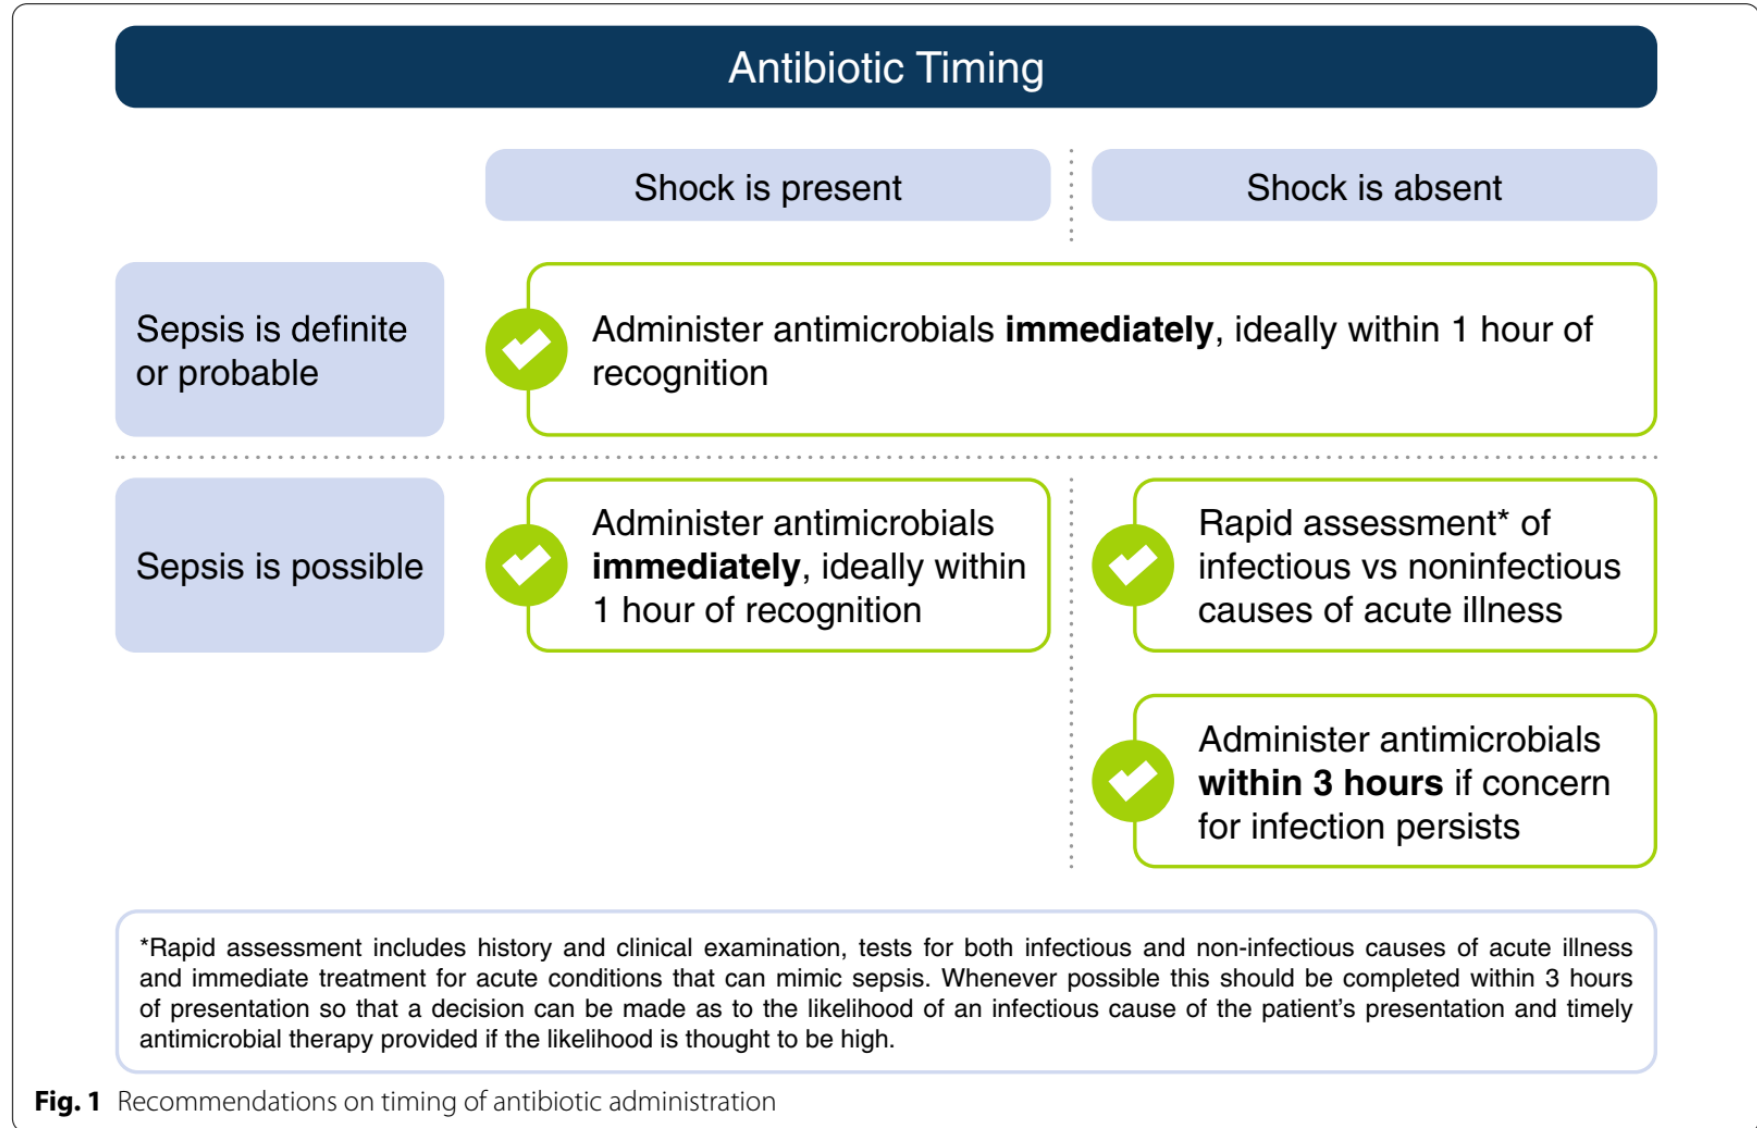 Antibiotic Timing
Shock is present
Shock is absent
Sepsis is definite
or probable
Administer antimicrobials immediately, ideally within 1 hour of
recognition
Sepsis is possible
Administer antimicrobials
immediately, ideally within
1 hour of recognition
Rapid assessment* of
infectious vs noninfectious
causes of acute illness
Administer antimicrobials
within 3 hours if concern
for infection persists
*Rapid assessment includes history and clinical examination, tests for both infectious and non-infectious causes of acute illness
and immediate treatment for acute conditions that can mimic sepsis. Whenever possible this should be completed within 3 hours
of presentation so that a decision can be made as to the likelihood of an infectious cause of the patient’s presentation and timely
antimicrobial therapy provided if the likelihood is thought to be high.
Fig. 1 Recommendations on timing of antibiotic administration